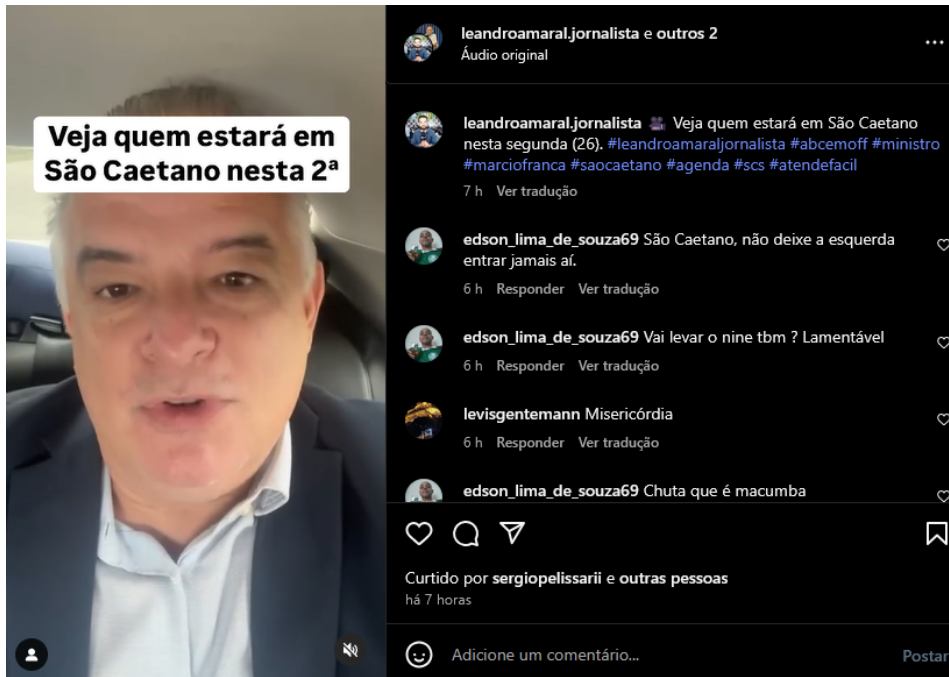 Veja quem estará em
São Caetano nesta 2ª
leandroamaral.jornalista e outros 2
Áudio original
leandroamaral.jornalista 🎥 Veja quem estará em São Caetano
nesta segunda (26). #leandroamaraljornalista #abcemoff #ministro
#marciofranca #saocaetano #agenda #scs #atendefacil
7 h Ver tradução
edson_lima_de_souza69 São Caetano, não deixe a esquerda
entrar jamais aí.
6 h Responder Ver tradução
edson_lima_de_souza69 Vai levar o nine tbm ? Lamentável
6 h Responder Ver tradução
levisgentemann Misericórdia
6 h Responder Ver tradução
edson_lima_de_souza69 Chuta que é macumba
Curtido por sergiopelissarii e outras pessoas
há 7 horas
Adicione um comentário...
Postar